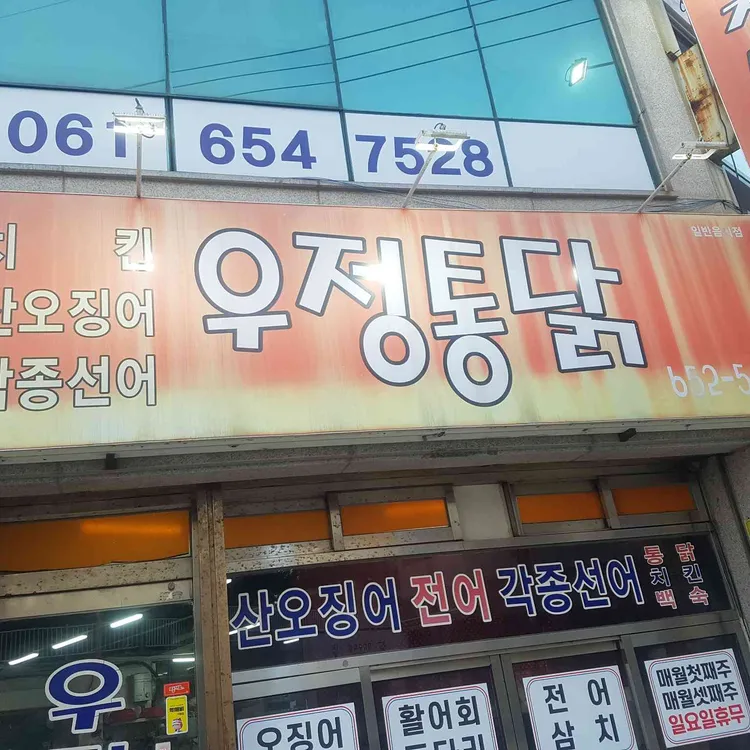 061 654 7528
치 킨
산오징어
각종선어
우정통닭
일반음식점
652-5
산오징어 전어 각종선어
통 닭
치 킨
백 숙
우
오징어
활어회
전 어
삼 치
매월첫째주
매월셋째주
일요일휴무